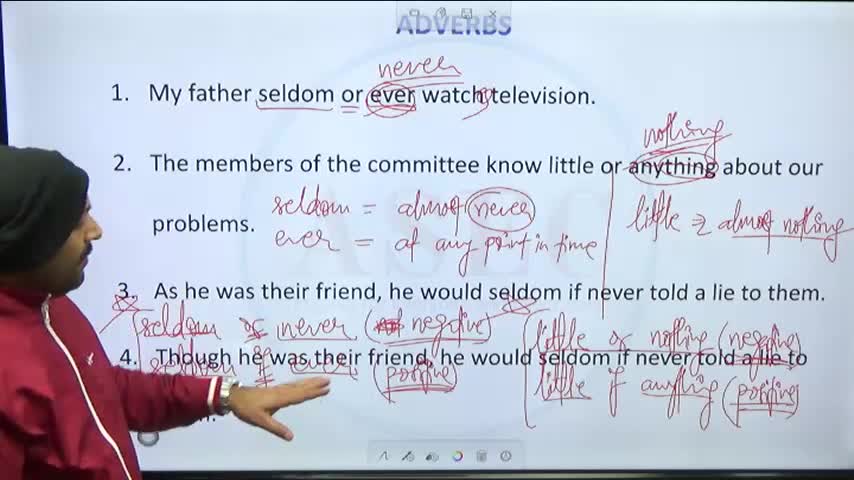 ADVERBS
never
1. My father seldom or ever watch television.
nothing
2. The members of the committee know little or anything about our
problems.
seldom = almost never
ever = at any point in time
little ⇒ almost nothing
3. As he was their friend, he would seldom if never told a lie to them.
seldom or never (negative)
little or nothing (negative)
4. Though he was their friend, he would seldom if never told a lie to
seldom if ever (positive)
little if anything (positive)